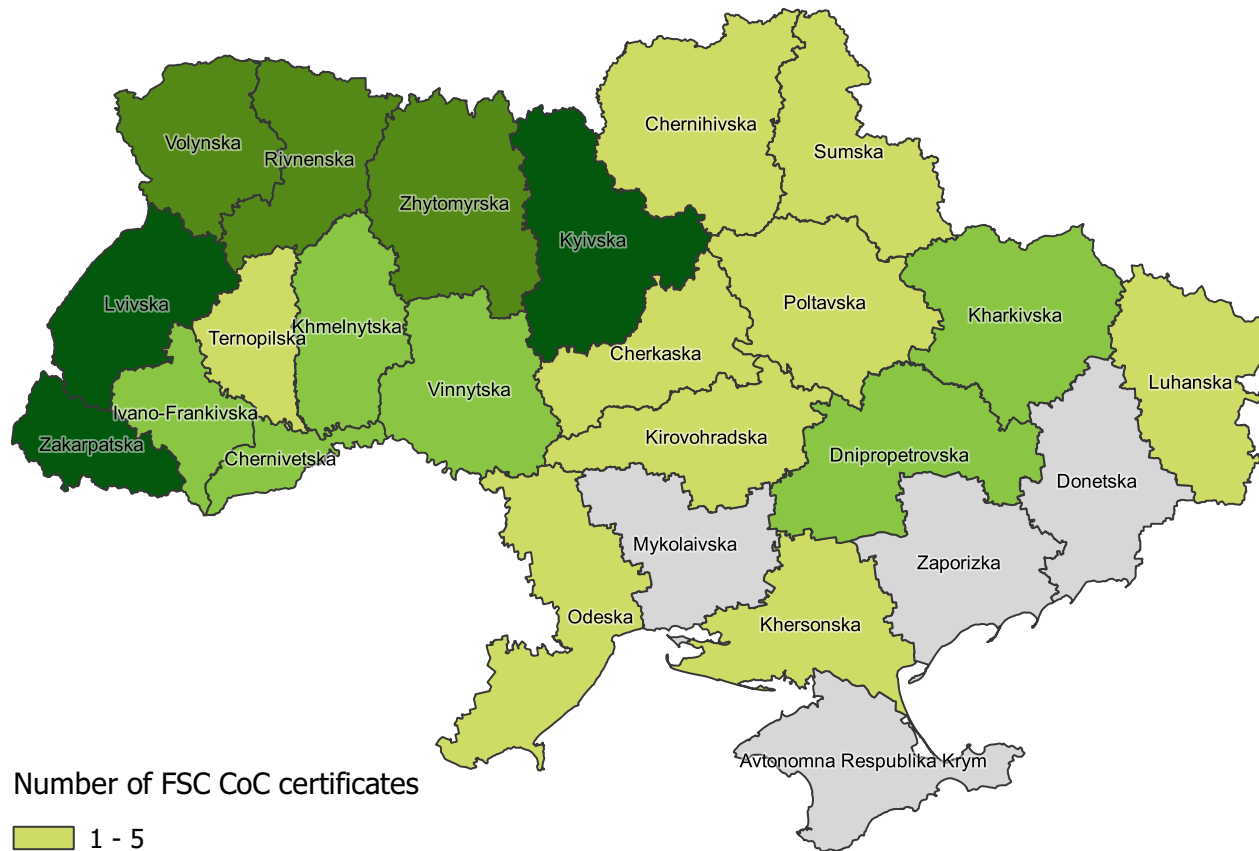 Chernihivska
Volynska
Sumska
Rivnenska
Zhytomyrska
Kyivska
Lvivska
Poltavska
Kharkivska
Khmelnytska
Ternopilska
Cherkaska
Luhanska
Vinnytska
Ivano-Frankivska
Zakarpatska
Kirovohradska
Chernivetska
Dnipropetrovska
Donetska
Mykolaivska
Zaporizka
Odeska
Khersonska
Avtonomna Respublika Krym
Number of FSC CoC certificates
1 - 5